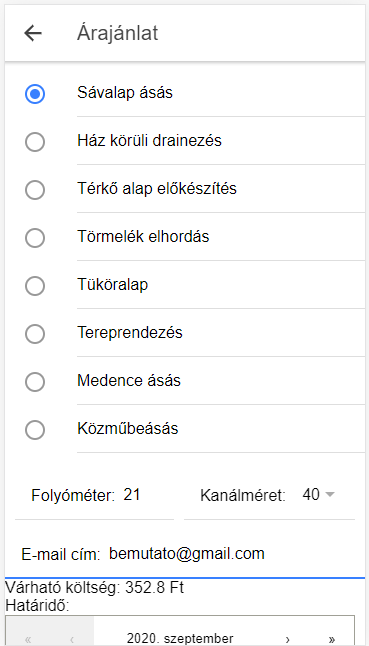 Árajánlat
Sávalap ásás
Ház körüli drainezés
Térkő alap előkészítés
Törmelék elhordás
Tüköralap
Tereprendezés
Medence ásás
Közműbeásás
Folyóméter: 21 Kanálméret: 40
E-mail cím: bemutato@gmail.com
Várható költség: 352.8 Ft
Határidő:
« ‹ 2020. szeptember › »